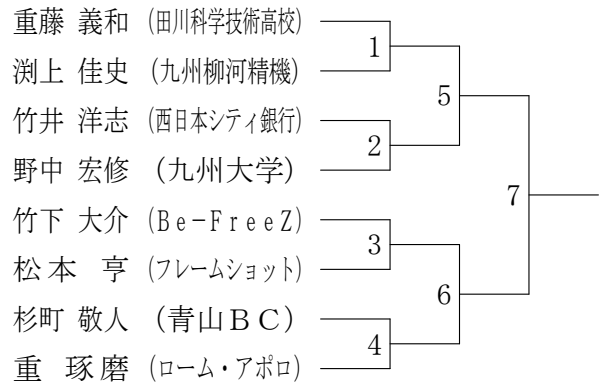 重藤 義和 (田川科学技術高校)
1
渕上 佳史 (九州柳河精機)
5
竹井 洋志 (西日本シティ銀行)
2
野中 宏修 (九州大学)
7
竹下 大介 (Be-FreeZ)
3
松本 亨 (フレームショット)
6
杉町 敬人 (青山BC)
4
重 琢磨 (ローム・アポロ)